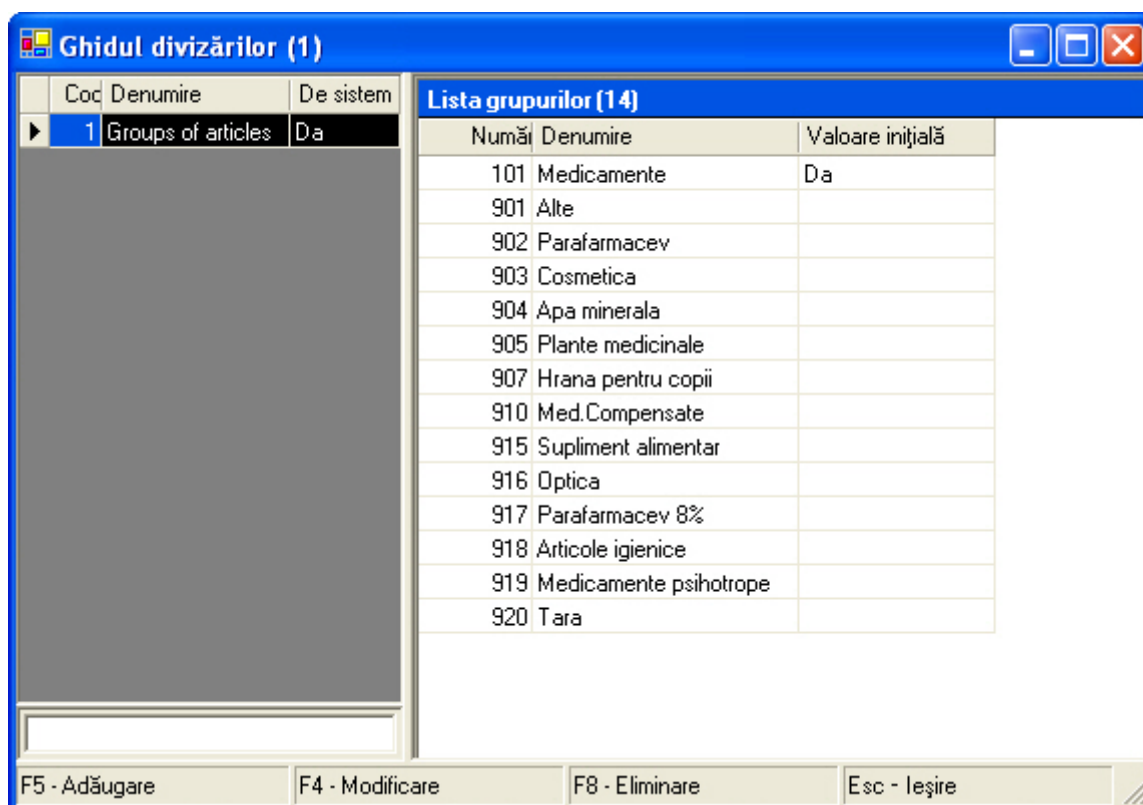 Ghidul divizărilor (1)
Cod Denumire De sistem
1 Groups of articles Da
Lista grupurilor (14)
Număi Denumire Valoare iniţială
101 Medicamente Da
901 Alte
902 Parafarmacev
903 Cosmetica
904 Apa minerala
905 Plante medicinale
907 Hrana pentru copii
910 Med.Compensate
915 Supliment alimentar
916 Optica
917 Parafarmacev 8%
918 Articole igienice
919 Medicamente psihotrope
920 Tara
F5 - Adăugare F4 - Modificare F8 - Eliminare Esc - Ieşire